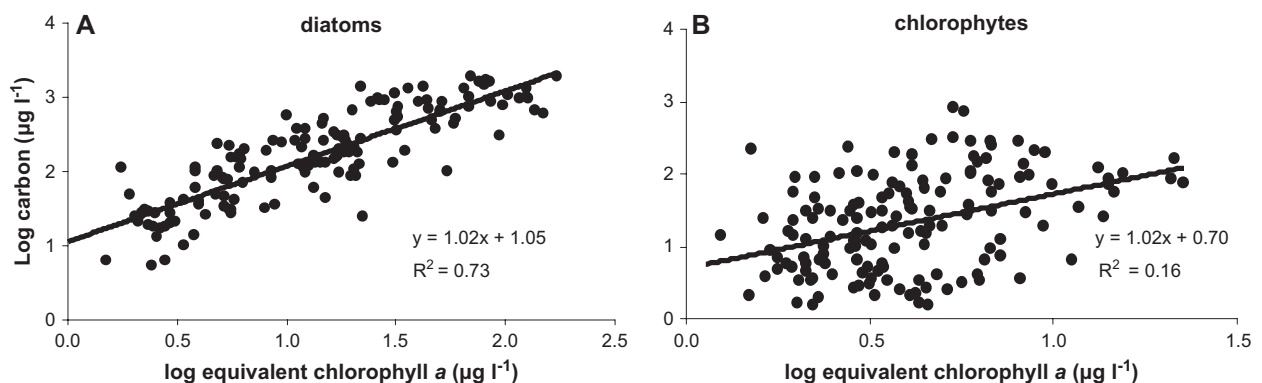 A
diatoms
4
3
2
1
0
Log carbon (µg l⁻¹)
y = 1.02x + 1.05
R² = 0.73
0.0 0.5 1.0 1.5 2.0 2.5
log equivalent chlorophyll a (µg l⁻¹)
B
chlorophytes
4
3
2
1
0
y = 1.02x + 0.70
R² = 0.16
0.0 0.5 1.0 1.5
log equivalent chlorophyll a (µg l⁻¹)